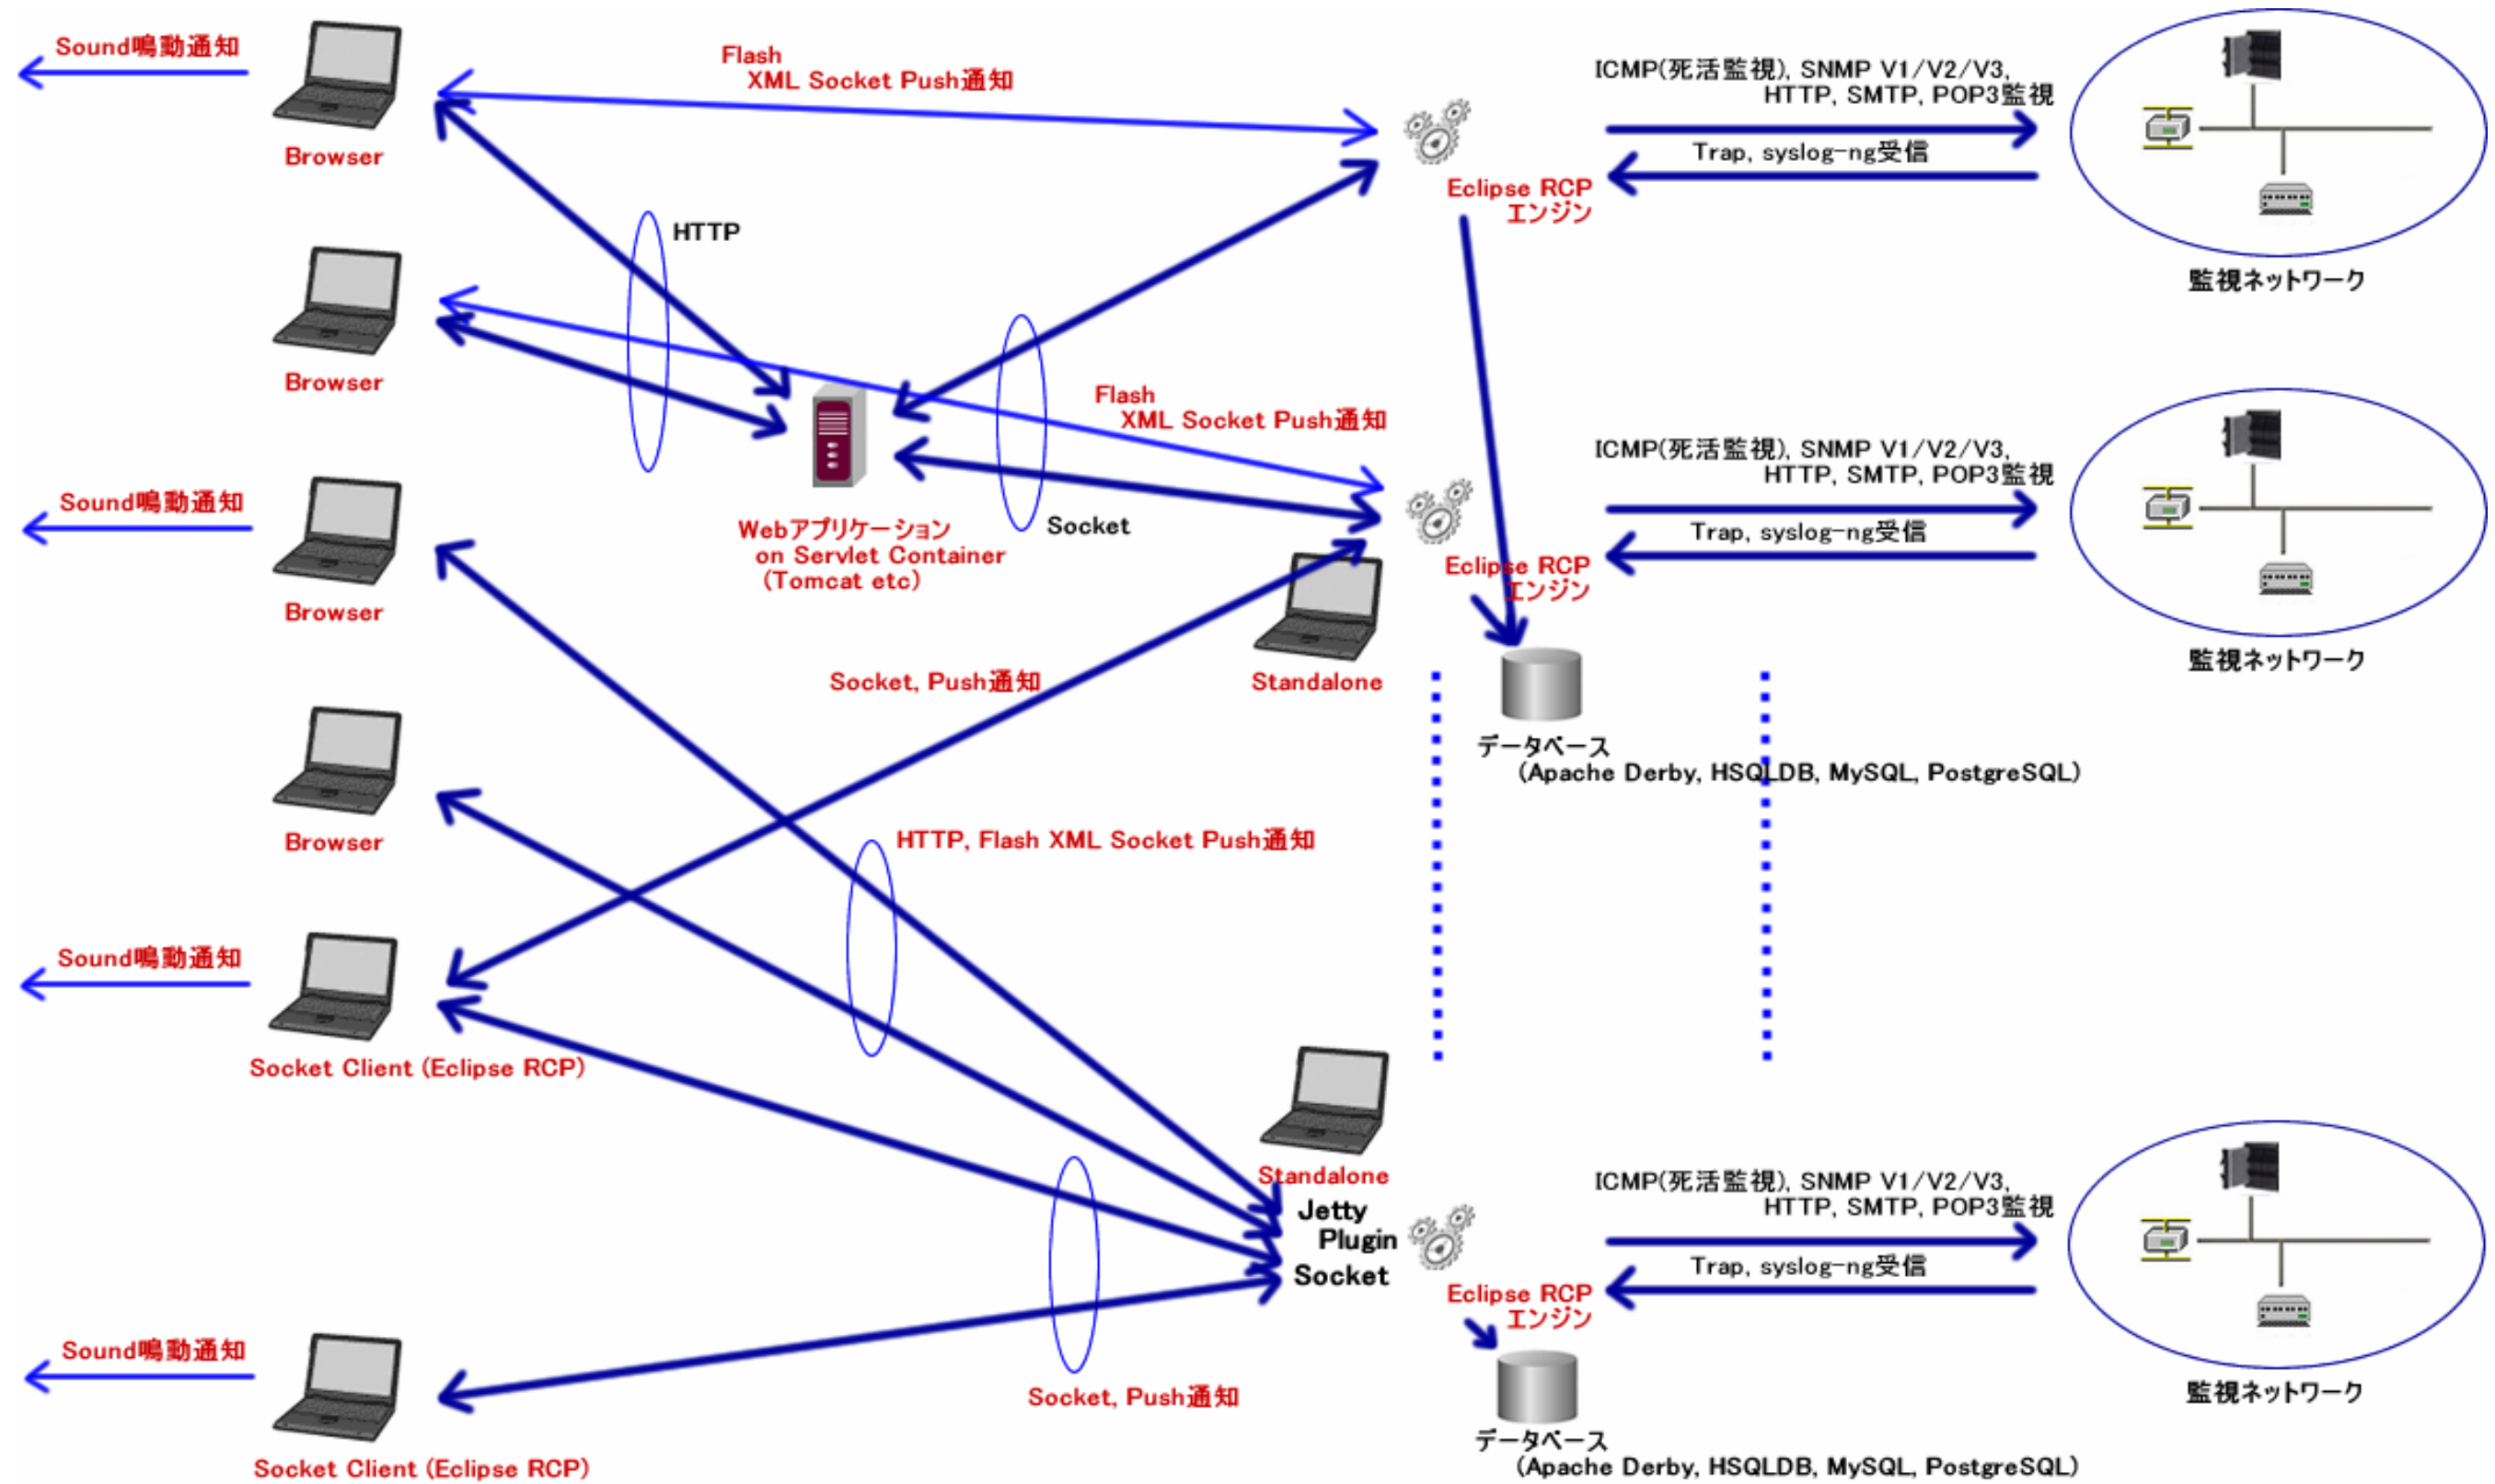 Sound鳴動通知
Browser
Flash
XML Socket Push通知
ICMP(死活監視), SNMP V1/V2/V3,
HTTP, SMTP, POP3監視
Trap, syslog-ng受信
Eclipse RCP
エンジン
監視ネットワーク
HTTP
Browser
Flash
XML Socket Push通知
Socket
Webアプリケーション
on Servlet Container
(Tomcat etc)
ICMP(死活監視), SNMP V1/V2/V3,
HTTP, SMTP, POP3監視
Trap, syslog-ng受信
Eclipse RCP
エンジン
監視ネットワーク
Sound鳴動通知
Browser
Socket, Push通知
Standalone
データベース
(Apache Derby, HSQLDB, MySQL, PostgreSQL)
Browser
HTTP, Flash XML Socket Push通知
Sound鳴動通知
Socket Client (Eclipse RCP)
Standalone
Jetty
Plugin
Socket
ICMP(死活監視), SNMP V1/V2/V3,
HTTP, SMTP, POP3監視
Trap, syslog-ng受信
Eclipse RCP
エンジン
監視ネットワーク
Sound鳴動通知
Socket, Push通知
Socket Client (Eclipse RCP)
データベース
(Apache Derby, HSQLDB, MySQL, PostgreSQL)